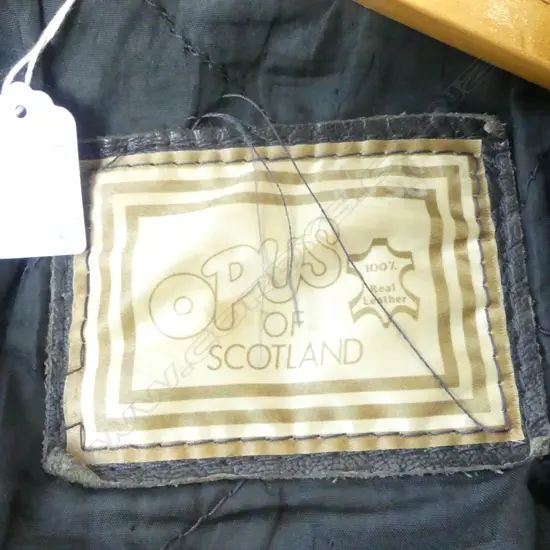 OPUS
OF
SCOTLAND
100%
Real
Leather